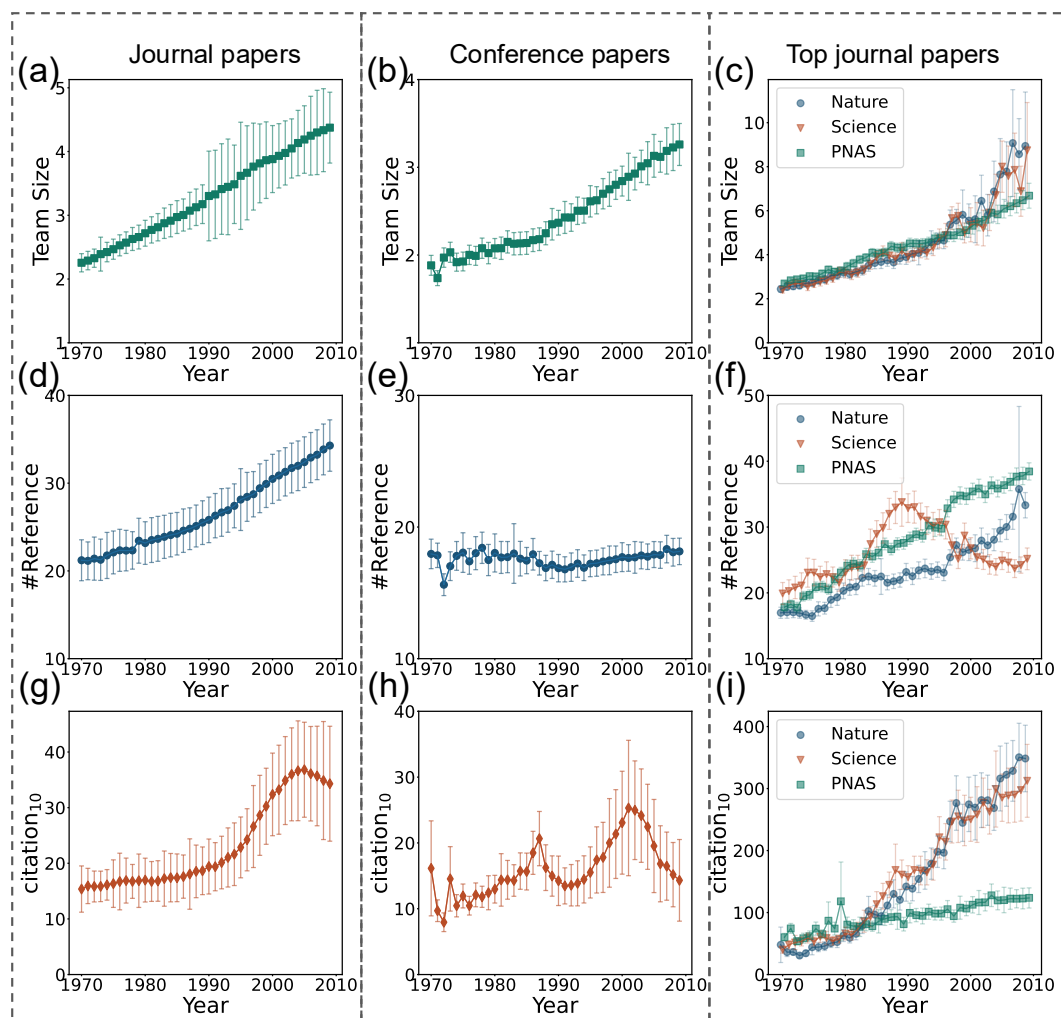 Journal papers
Conference papers
Top journal papers
(a)
5
4
3
2
1
Team Size
1970 1980 1990 2000 2010
Year
(b)
4
3
2
1
Team Size
1970 1980 1990 2000 2010
Year
(c)
Nature
Science
PNAS
10
8
6
4
2
0
Team Size
1970 1980 1990 2000 2010
Year
(d)
40
30
20
10
#Reference
1970 1980 1990 2000 2010
Year
(e)
30
20
10
#Reference
1970 1980 1990 2000 2010
Year
(f)
Nature
Science
PNAS
50
40
30
20
10
#Reference
1970 1980 1990 2000 2010
Year
(g)
40
30
20
10
0
citation10
1970 1980 1990 2000 2010
Year
(h)
40
30
20
10
0
citation10
1970 1980 1990 2000 2010
Year
(i)
Nature
Science
PNAS
400
300
200
100
0
citation10
1970 1980 1990 2000 2010
Year